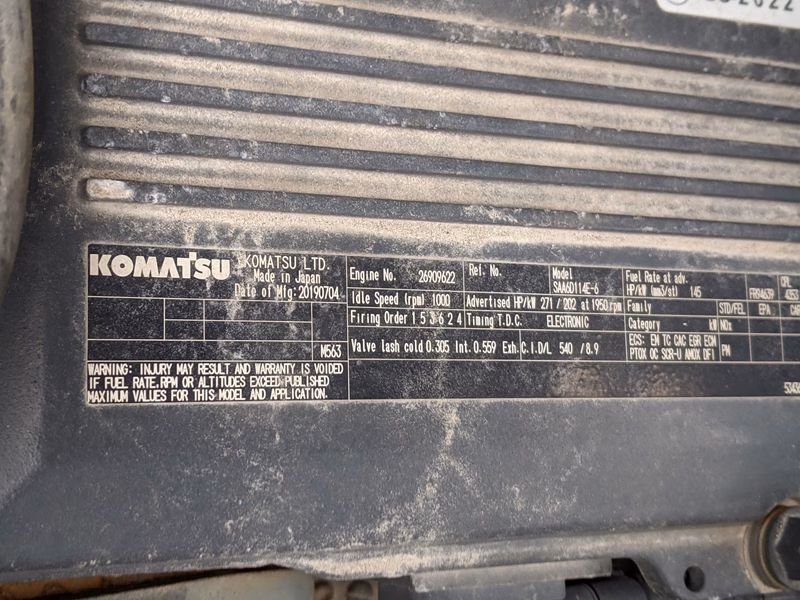 KOMATSU
KOMATSU LTD.
Made in Japan
Date of Mfg: 20190704
M563
WARNING: INJURY MAY RESULT AND WARRANTY IS VOIDED
IF FUEL RATE.RPM OR ALTITUDES EXCEED PUBLISHED
MAXIMUM VALUES FOR THIS MODEL AND APPLICATION.
Engine No. 26909622
Ref. No.
Model
SAA6D114E-6
Fuel Rate at adv.
HP/kW (mm3/st) 145
FR94639
CPL
4353
Idle Speed (rpm) 1000
Advertised HP/kW 271 / 202 at 1950 rpm
Family
STD/FEL
EPA
Firing Order 1 5 3 6 2 4
Timing T.D.C. ELECTRONIC
Category - kW
NOx
Valve lash cold 0.305 Int. 0.559 Exh.
C.I.D/L 540 / 8.9
ECS: EM TC CAC EGR ECM
PTOX OC SCR-U AMOX DFI
PM